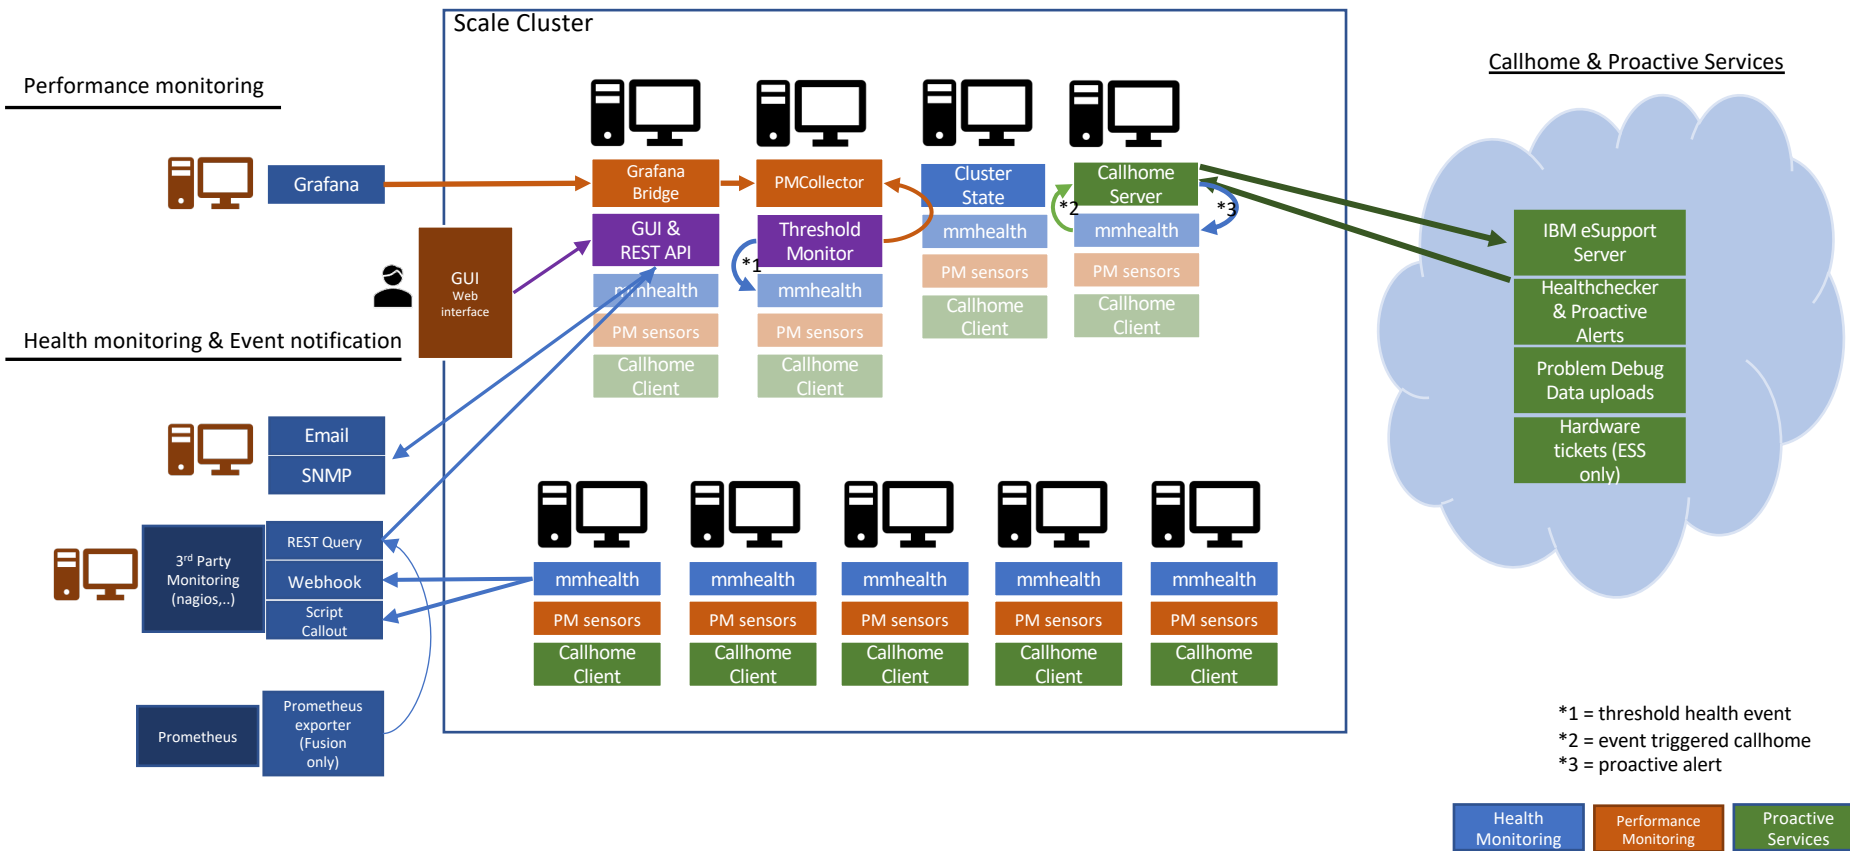 Scale Cluster
Performance monitoring
Callhome & Proactive Services
Grafana
Grafana
Bridge
PMCollector
Cluster
State
Callhome
Server
*2
*3
GUI &
REST API
Threshold
Monitor
mmhealth
mmhealth
*1
mmhealth
mmhealth
PM sensors
PM sensors
Callhome
Client
Callhome
Client
PM sensors
PM sensors
Callhome
Client
Callhome
Client
GUI
Web
interface
Health monitoring & Event notification
IBM eSupport
Server
Healthchecker
& Proactive
Alerts
Problem Debug
Data uploads
Hardware
tickets (ESS
only)
Email
SNMP
3rd Party
Monitoring
(nagios,..)
REST Query
Webhook
Script
Callout
mmhealth
mmhealth
mmhealth
mmhealth
mmhealth
PM sensors
PM sensors
PM sensors
PM sensors
PM sensors
Callhome
Client
Callhome
Client
Callhome
Client
Callhome
Client
Callhome
Client
Prometheus
Prometheus
exporter
(Fusion
only)
*1 = threshold health event
*2 = event triggered callhome
*3 = proactive alert
Health
Monitoring
Performance
Monitoring
Proactive
Services